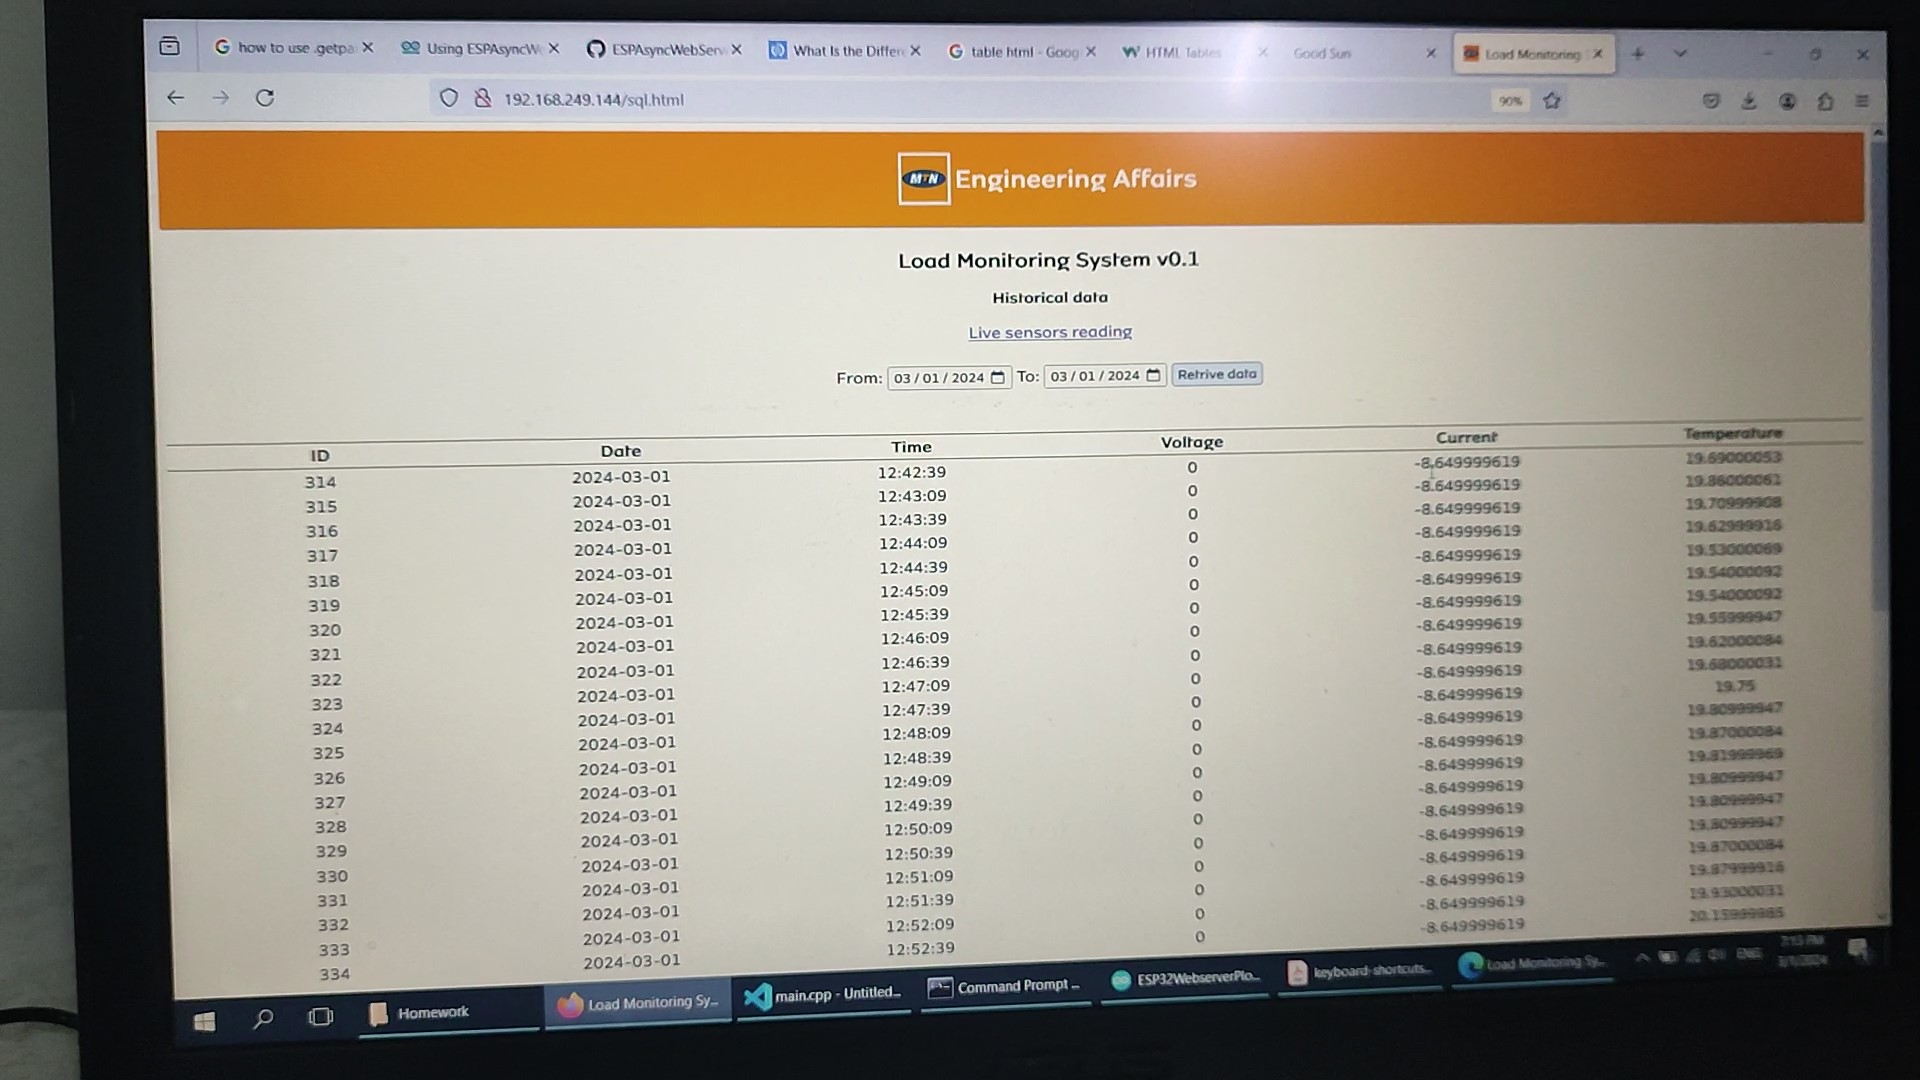 how to use .getpa
Using ESPAsyncW
ESPAsyncWebServ
What Is the Differ
table html - Goog
HTML Tables
Good Sun
Load Monitoring
192.168.249.144/sql.html
90%
MTN Engineering Affairs
Load Monitoring System v0.1
Historical data
Live sensors reading
From: 03 / 01 / 2024 To: 03 / 01 / 2024 Retrive data
ID Date Time Voltage Current Temperature
314 2024-03-01 12:42:39 0 -8.649999619 19.69000053
315 2024-03-01 12:43:09 0 -8.649999619 19.86000061
316 2024-03-01 12:43:39 0 -8.649999619 19.70999908
317 2024-03-01 12:44:09 0 -8.649999619 19.62999916
318 2024-03-01 12:44:39 0 -8.649999619 19.53000069
319 2024-03-01 12:45:09 0 -8.649999619 19.54000092
320 2024-03-01 12:45:39 0 -8.649999619 19.54000092
321 2024-03-01 12:46:09 0 -8.649999619 19.55999947
322 2024-03-01 12:46:39 0 -8.649999619 19.62000084
323 2024-03-01 12:47:09 0 -8.649999619 19.68000031
324 2024-03-01 12:47:39 0 -8.649999619 19.75
325 2024-03-01 12:48:09 0 -8.649999619 19.80999947
326 2024-03-01 12:48:39 0 -8.649999619 19.87000084
327 2024-03-01 12:49:09 0 -8.649999619 19.81999969
328 2024-03-01 12:49:39 0 -8.649999619 19.80999947
329 2024-03-01 12:50:09 0 -8.649999619 19.80999947
330 2024-03-01 12:50:39 0 -8.649999619 19.80999947
331 2024-03-01 12:51:09 0 -8.649999619 19.87000084
332 2024-03-01 12:51:39 0 -8.649999619 19.87999916
333 2024-03-01 12:52:09 0 -8.649999619 19.93000031
334 2024-03-01 12:52:39 0 -8.649999619 20.15999985
Homework
Load Monitoring Sy...
main.cpp - Untitled...
Command Prompt ...
ESP32WebserverPlo...
keyboard-shortcuts...
Load Monitoring Sy...
ENG
7:13 PM
3/1/2024